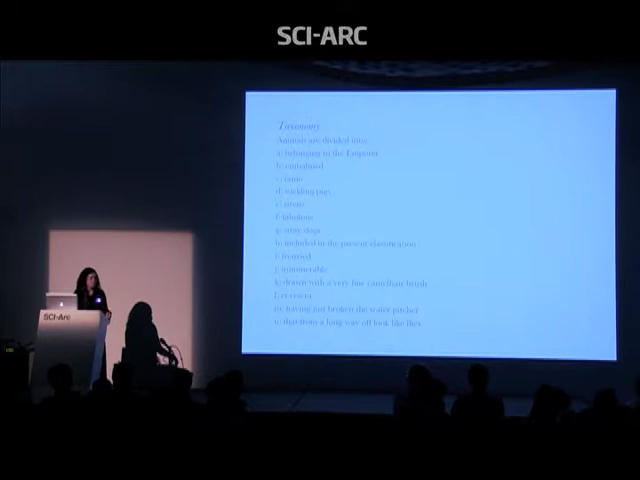 SCI-ARC
Taxonomy
Animals are divided into:
a) belonging to the Emperor
b) embalmed
c) tame
d) suckling pigs
e) sirens
f) fabulous
g) stray dogs
h) included in the present classification
i) frenzied
j) innumerable
k) drawn with a very fine camelhair brush
l) et cetera
m) having just broken the water pitcher
n) that from a long way off look like flies
SCI-Arc